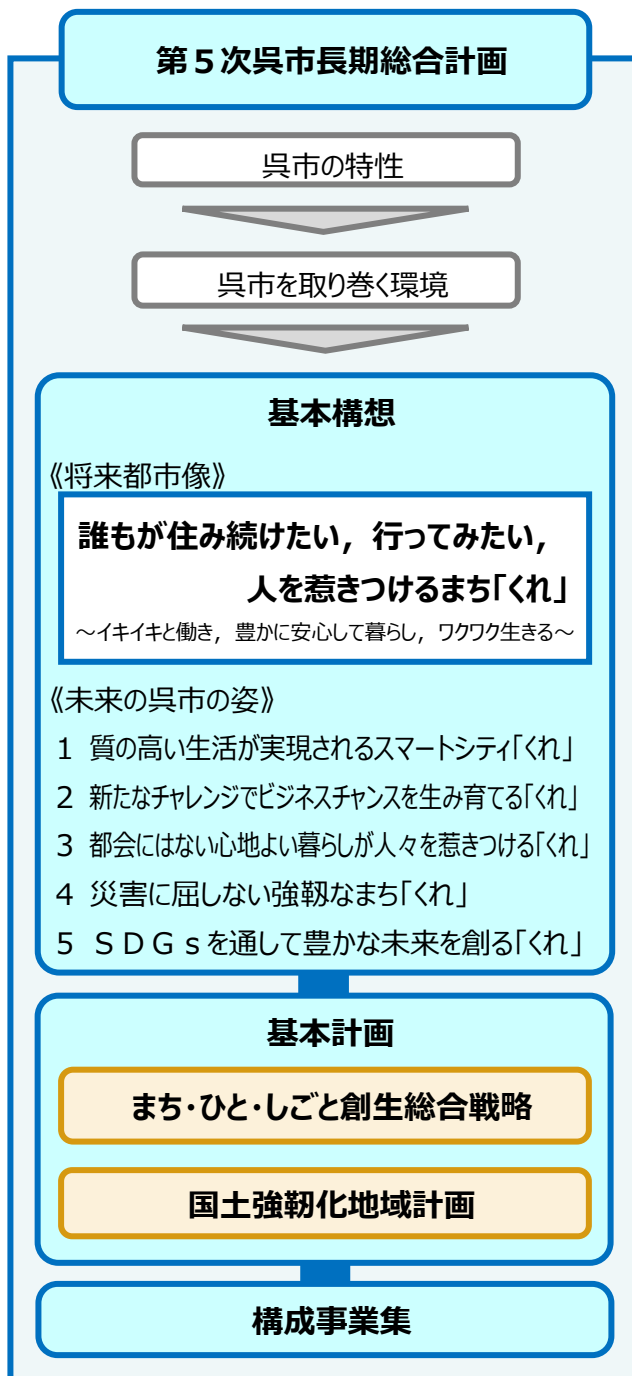 第５次呉市長期総合計画
呉市の特性
呉市を取り巻く環境
基本構想
《将来都市像》
誰もが住み続けたい，行ってみたい，
人を惹きつけるまち「くれ」
～イキイキと働き，豊かに安心して暮らし，ワクワク生きる～
《未来の呉市の姿》
１ 質の高い生活が実現されるスマートシティ「くれ」
２ 新たなチャレンジでビジネスチャンスを生み育てる「くれ」
３ 都会にはない心地よい暮らしが人々を惹きつける「くれ」
４ 災害に屈しない強靱なまち「くれ」
５ ＳＤＧｓを通して豊かな未来を創る「くれ」
基本計画
まち・ひと・しごと創生総合戦略
国土強靱化地域計画
構成事業集